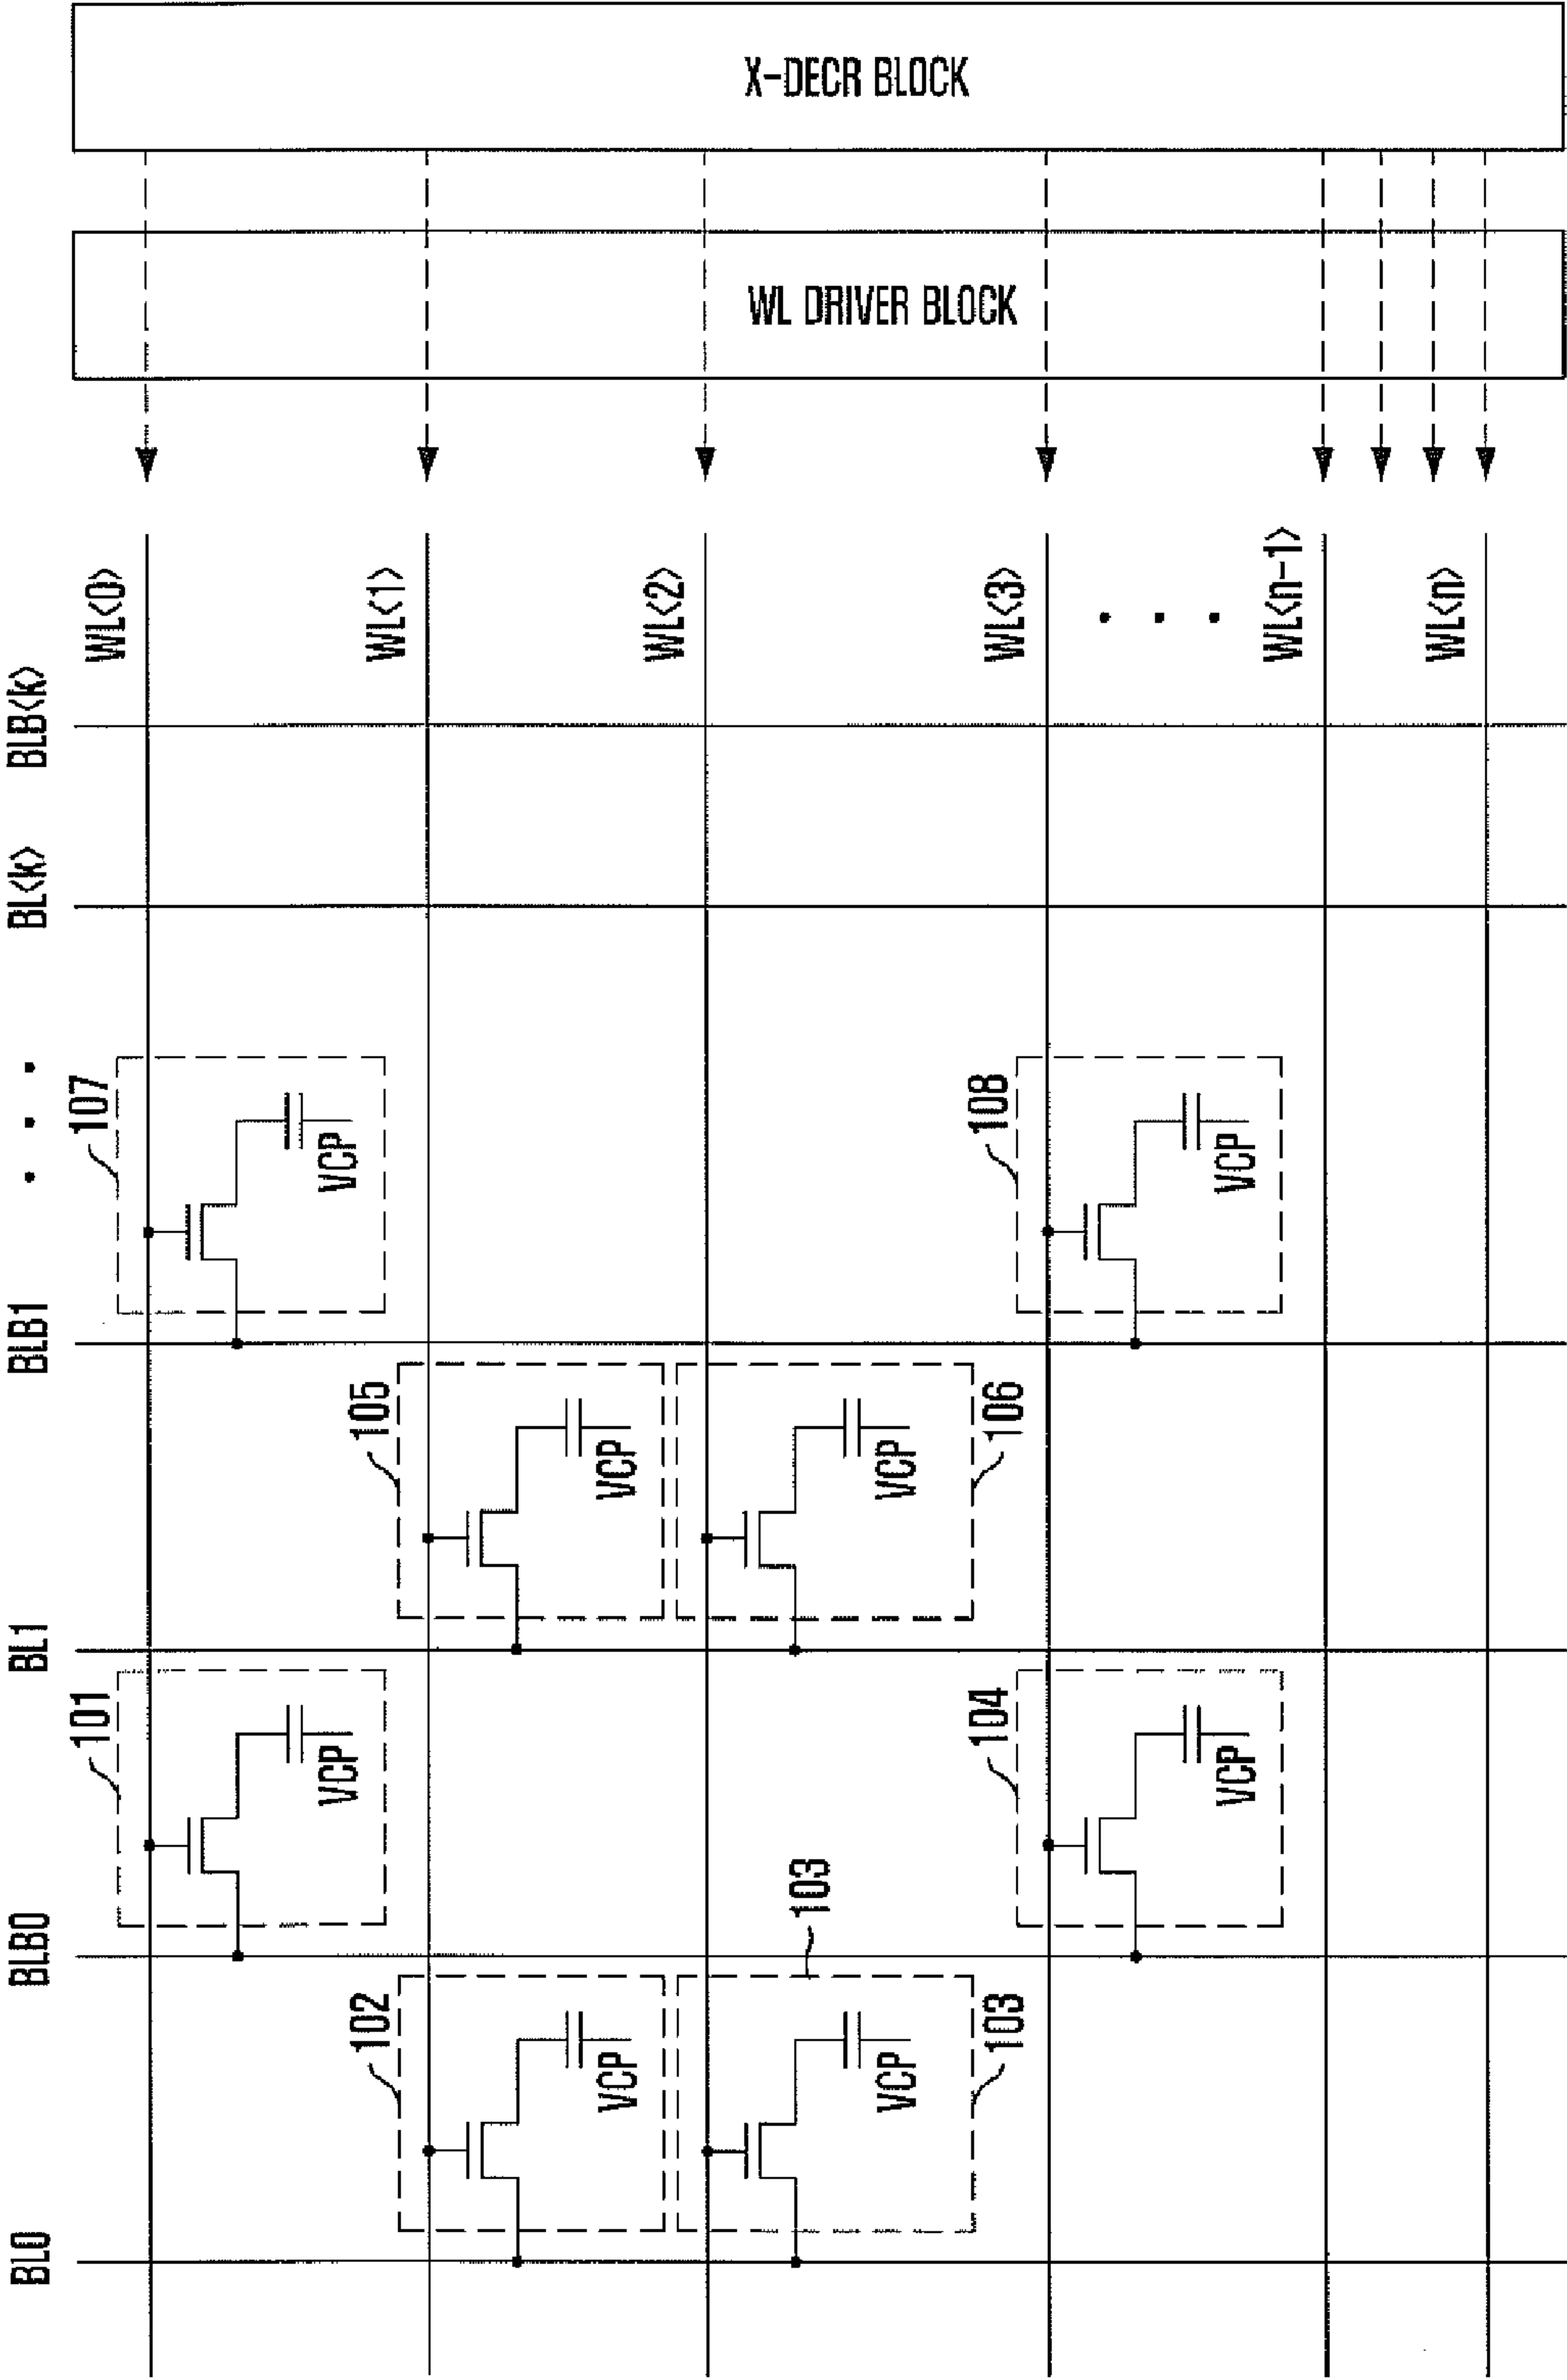 X-DECR BLOCK
WL DRIVER BLOCK
BL0
BLB0
BL1
BLB1
• • •
BL<k>
BLB<k>
WL<0>
WL<1>
WL<2>
WL<3>
• • •
WL<n-1>
WL<n>
101
VCP
107
VCP
102
VCP
105
VCP
103
103
VCP
106
VCP
104
VCP
108
VCP